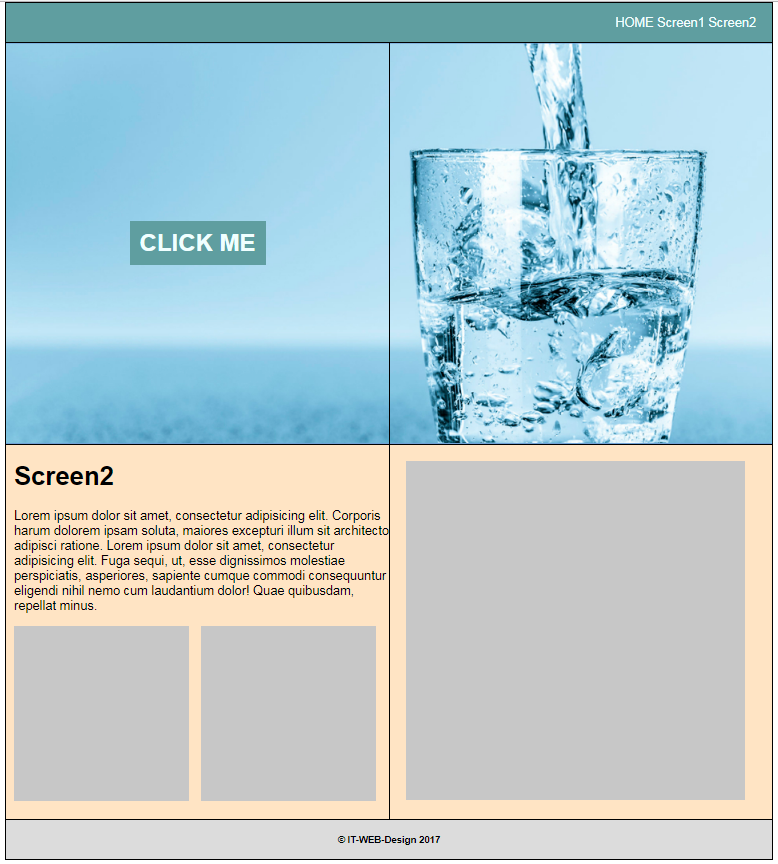 HOME Screen1 Screen2
CLICK ME
Screen2
Lorem ipsum dolor sit amet, consectetur adipisicing elit. Corporis
harum dolorem ipsam soluta, maiores excepturi illum sit architecto
adipisci ratione. Lorem ipsum dolor sit amet, consectetur
adipisicing elit. Fuga sequi, ut, esse dignissimos molestiae
perspiciatis, asperiores, sapiente cumque commodi consequuntur
eligendi nihil nemo cum laudantium dolor! Quae quibusdam,
repellat minus.
© IT-WEB-Design 2017